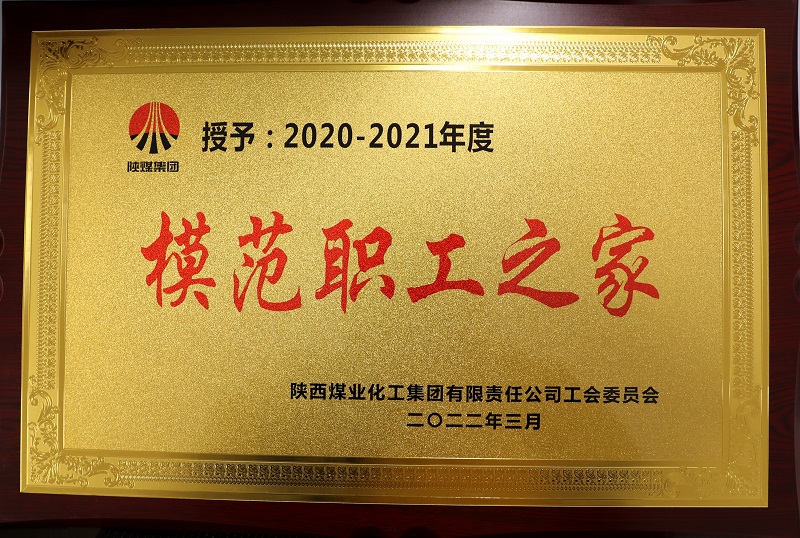 陕煤集团
授予：2020-2021年度
模范职工之家
陕西煤业化工集团有限责任公司工会委员会
二〇二二年三月